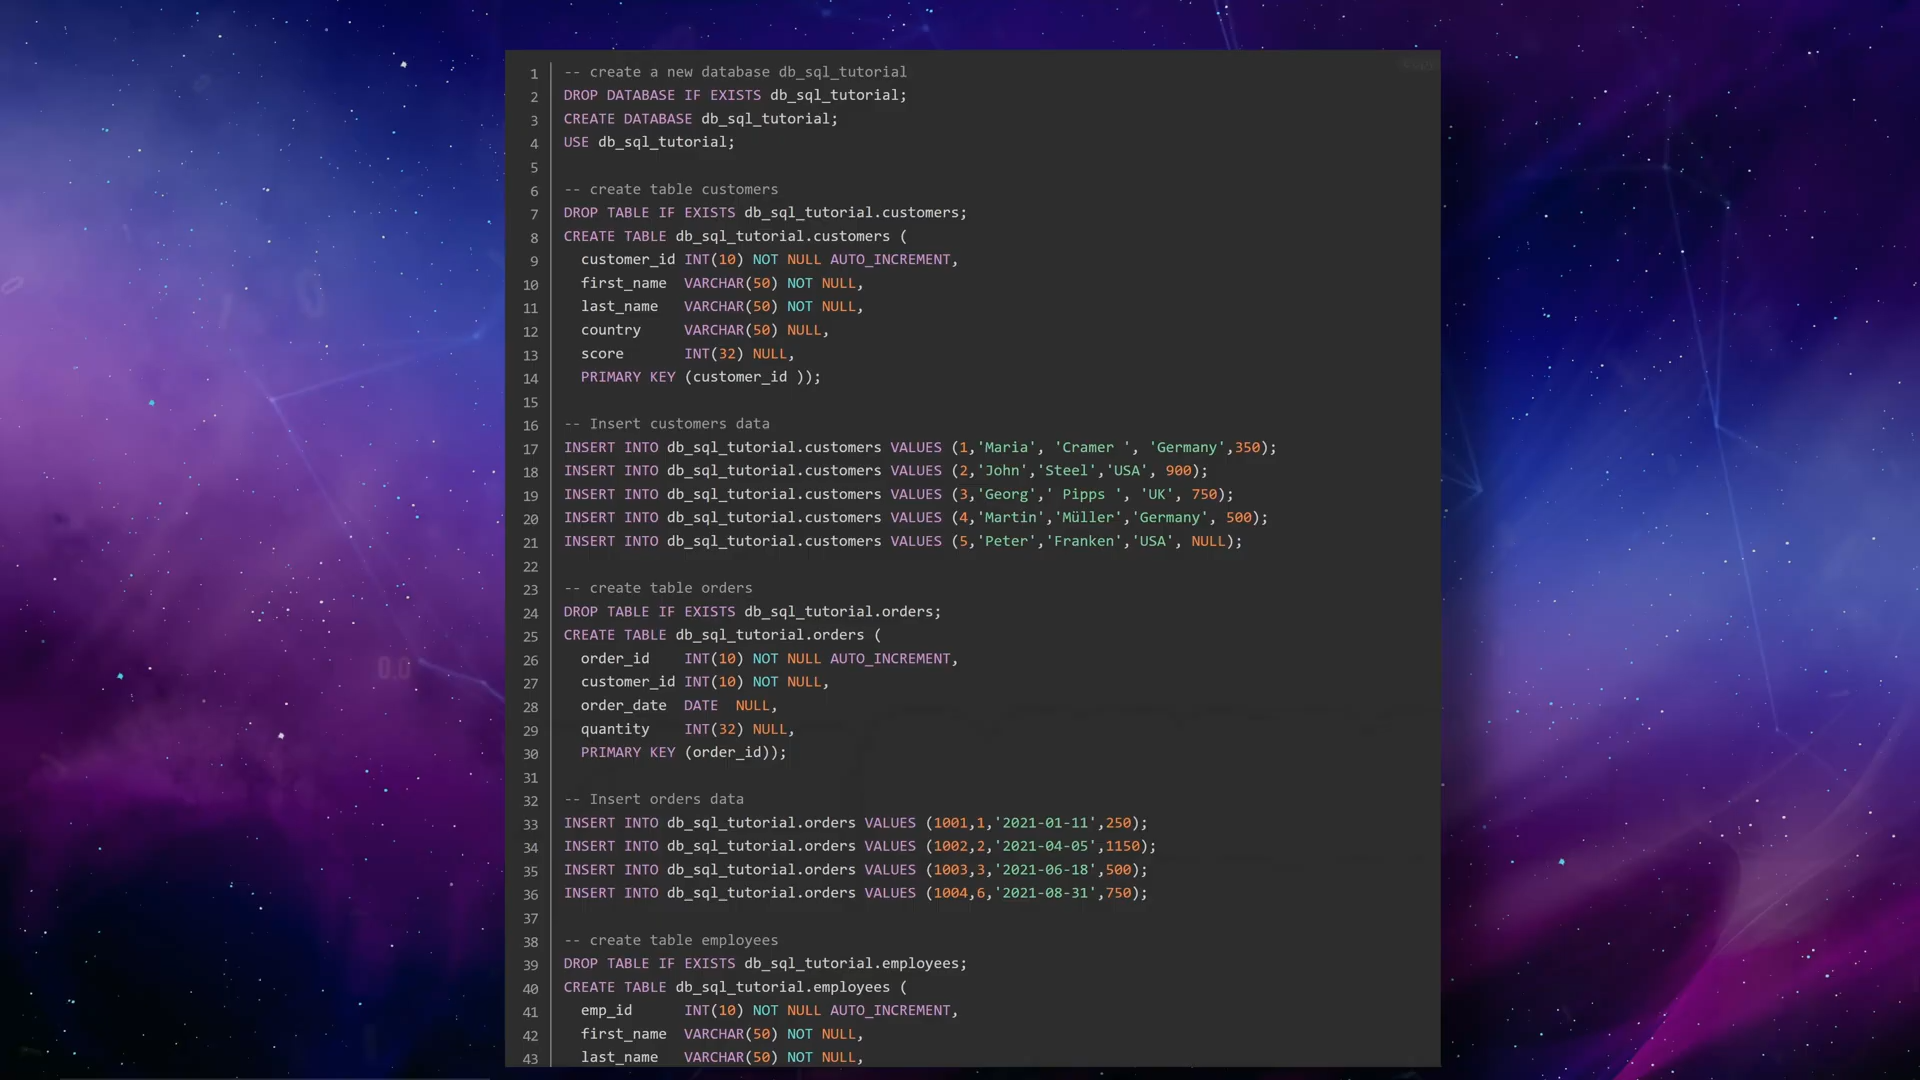 1 -- create a new database db_sql_tutorial
2 DROP DATABASE IF EXISTS db_sql_tutorial;
3 CREATE DATABASE db_sql_tutorial;
4 USE db_sql_tutorial;
5
6 -- create table customers
7 DROP TABLE IF EXISTS db_sql_tutorial.customers;
8 CREATE TABLE db_sql_tutorial.customers (
9 customer_id INT(10) NOT NULL AUTO_INCREMENT,
10 first_name VARCHAR(50) NOT NULL,
11 last_name VARCHAR(50) NOT NULL,
12 country VARCHAR(50) NULL,
13 score INT(32) NULL,
14 PRIMARY KEY (customer_id ));
15
16 -- Insert customers data
17 INSERT INTO db_sql_tutorial.customers VALUES (1,'Maria', 'Cramer ', 'Germany',350);
18 INSERT INTO db_sql_tutorial.customers VALUES (2,'John','Steel','USA', 900);
19 INSERT INTO db_sql_tutorial.customers VALUES (3,'Georg',' Pipps ', 'UK', 750);
20 INSERT INTO db_sql_tutorial.customers VALUES (4,'Martin','Müller','Germany', 500);
21 INSERT INTO db_sql_tutorial.customers VALUES (5,'Peter','Franken','USA', NULL);
22
23 -- create table orders
24 DROP TABLE IF EXISTS db_sql_tutorial.orders;
25 CREATE TABLE db_sql_tutorial.orders (
26 order_id INT(10) NOT NULL AUTO_INCREMENT,
27 customer_id INT(10) NOT NULL,
28 order_date DATE NULL,
29 quantity INT(32) NULL,
30 PRIMARY KEY (order_id));
31
32 -- Insert orders data
33 INSERT INTO db_sql_tutorial.orders VALUES (1001,1,'2021-01-11',250);
34 INSERT INTO db_sql_tutorial.orders VALUES (1002,2,'2021-04-05',1150);
35 INSERT INTO db_sql_tutorial.orders VALUES (1003,3,'2021-06-18',500);
36 INSERT INTO db_sql_tutorial.orders VALUES (1004,6,'2021-08-31',750);
37
38 -- create table employees
39 DROP TABLE IF EXISTS db_sql_tutorial.employees;
40 CREATE TABLE db_sql_tutorial.employees (
41 emp_id INT(10) NOT NULL AUTO_INCREMENT,
42 first_name VARCHAR(50) NOT NULL,
43 last_name VARCHAR(50) NOT NULL,